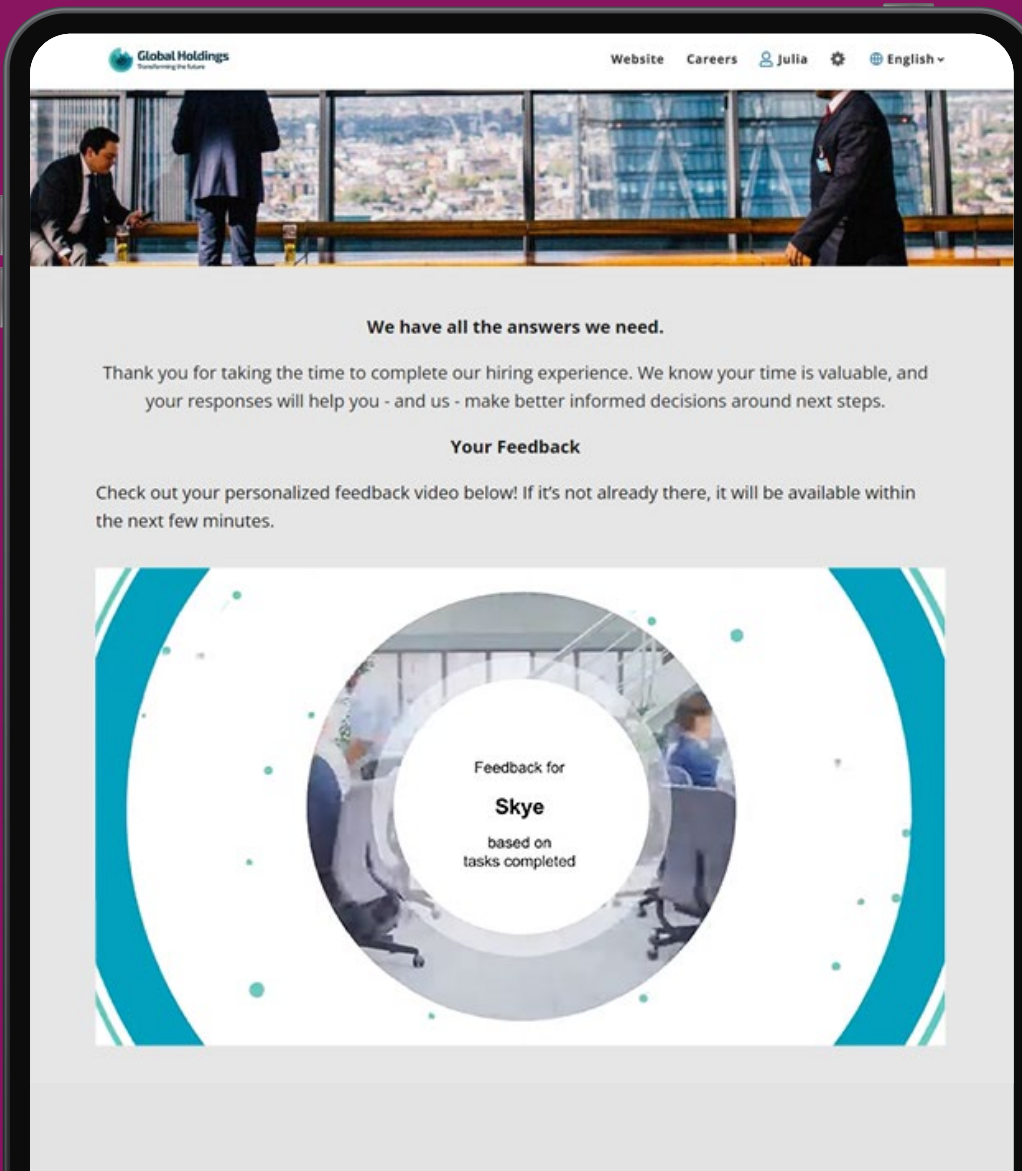 Global Holdings
Transforming the future
Website Careers Julia English
We have all the answers we need.
Thank you for taking the time to complete our hiring experience. We know your time is valuable, and
your responses will help you - and us - make better informed decisions around next steps.
Your Feedback
Check out your personalized feedback video below! If it's not already there, it will be available within
the next few minutes.
Feedback for
Skye
based on
tasks completed